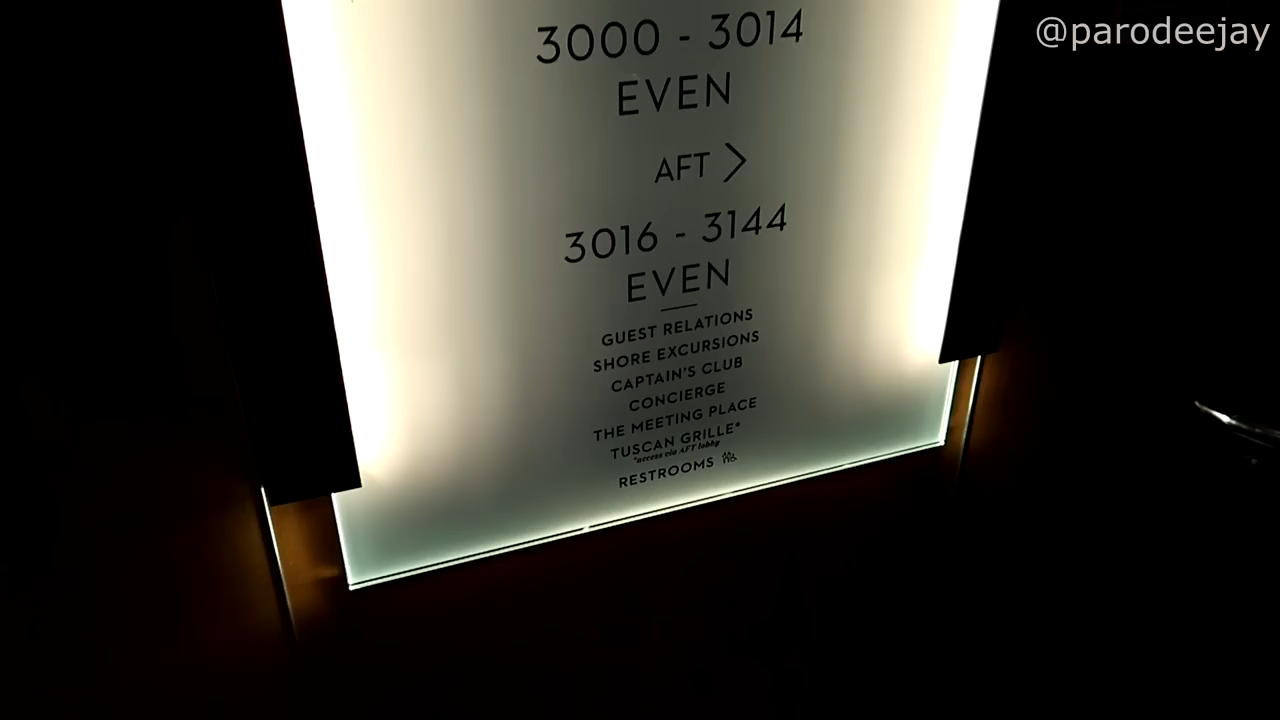 @parodeejay
3000 - 3014
EVEN
AFT >
3016 - 3144
EVEN
GUEST RELATIONS
SHORE EXCURSIONS
CAPTAIN'S CLUB
CONCIERGE
THE MEETING PLACE
TUSCAN GRILLE*
*access via AFT lobby
RESTROOMS